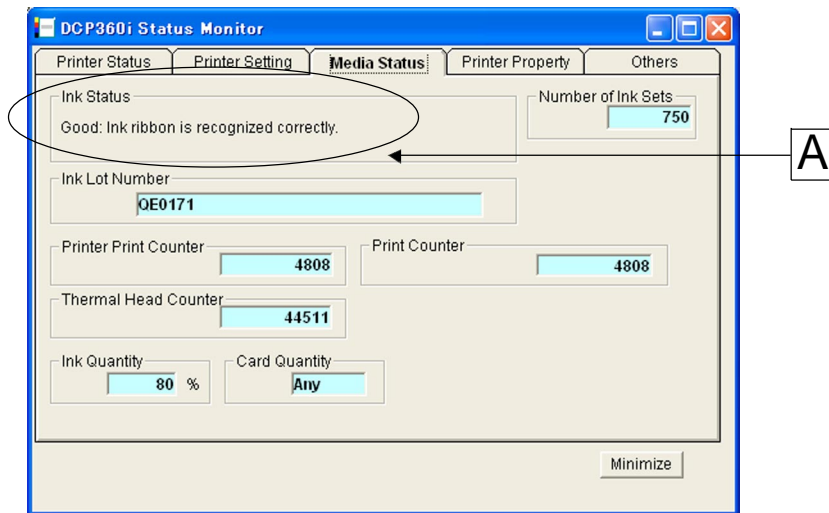 DCP360i Status Monitor
Printer Status Printer Setting Media Status Printer Property Others
Ink Status
Good: Ink ribbon is recognized correctly.
Number of Ink Sets
750
A
Ink Lot Number
QE0171
Printer Print Counter
4808
Print Counter
4808
Thermal Head Counter
44511
Ink Quantity
80 %
Card Quantity
Any
Minimize